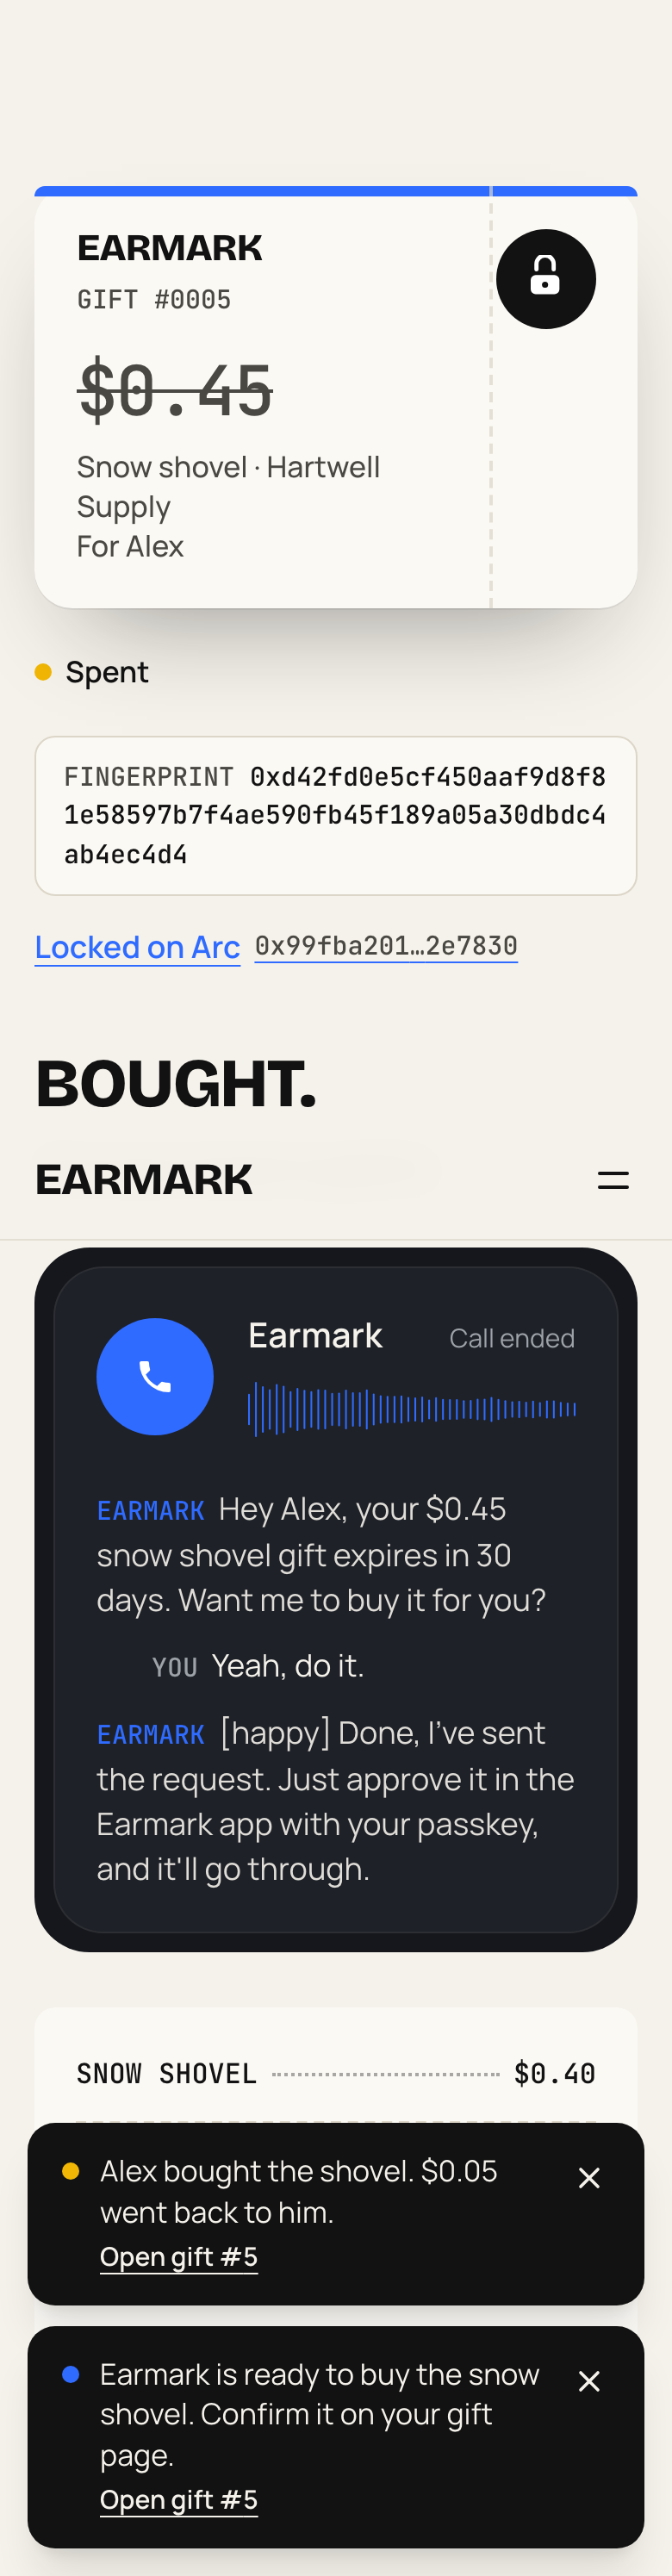 EARMARK
GIFT #0005
$0.45
Snow shovel · Hartwell
Supply
For Alex
Spent
FINGERPRINT 0xd42fd0e5cf450aaf9d8f8
1e58597b7f4ae590fb45f189a05a30dbdc4
ab4ec4d4
Locked on Arc 0x99fba201…2e7830
BOUGHT.
EARMARK
Earmark Call ended
EARMARK Hey Alex, your $0.45
snow shovel gift expires in 30
days. Want me to buy it for you?
YOU Yeah, do it.
EARMARK [happy] Done, I’ve sent
the request. Just approve it in the
Earmark app with your passkey,
and it'll go through.
SNOW SHOVEL $0.40
Alex bought the shovel. $0.05
went back to him.
Open gift #5
Earmark is ready to buy the snow
shovel. Confirm it on your gift
page.
Open gift #5